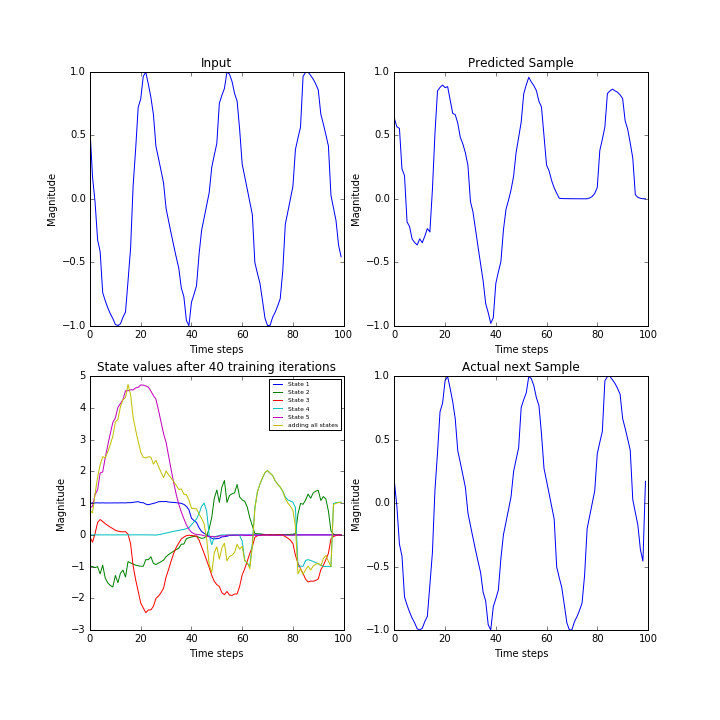 Input
1.0
0.5
0.0
−0.5
−1.0
Magnitude
0 20 40 60 80 100
Time steps
Predicted Sample
1.0
0.5
0.0
−0.5
−1.0
Magnitude
0 20 40 60 80 100
Time steps
State values after 40 training iterations
5
4
3
2
1
0
−1
−2
−3
Magnitude
State 1
State 2
State 3
State 4
State 5
adding all states
0 20 40 60 80 100
Time steps
Actual next Sample
1.0
0.5
0.0
−0.5
−1.0
Magnitude
0 20 40 60 80 100
Time steps